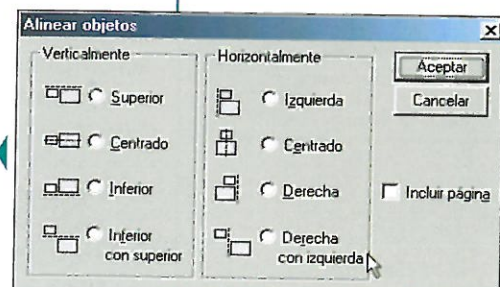 Alinear objetos
Verticalmente
Superior
Centrado
Inferior
Inferior
con superior
Horizontalmente
Izquierda
Centrado
Derecha
Derecha
con izquierda
Aceptar
Cancelar
Incluir página